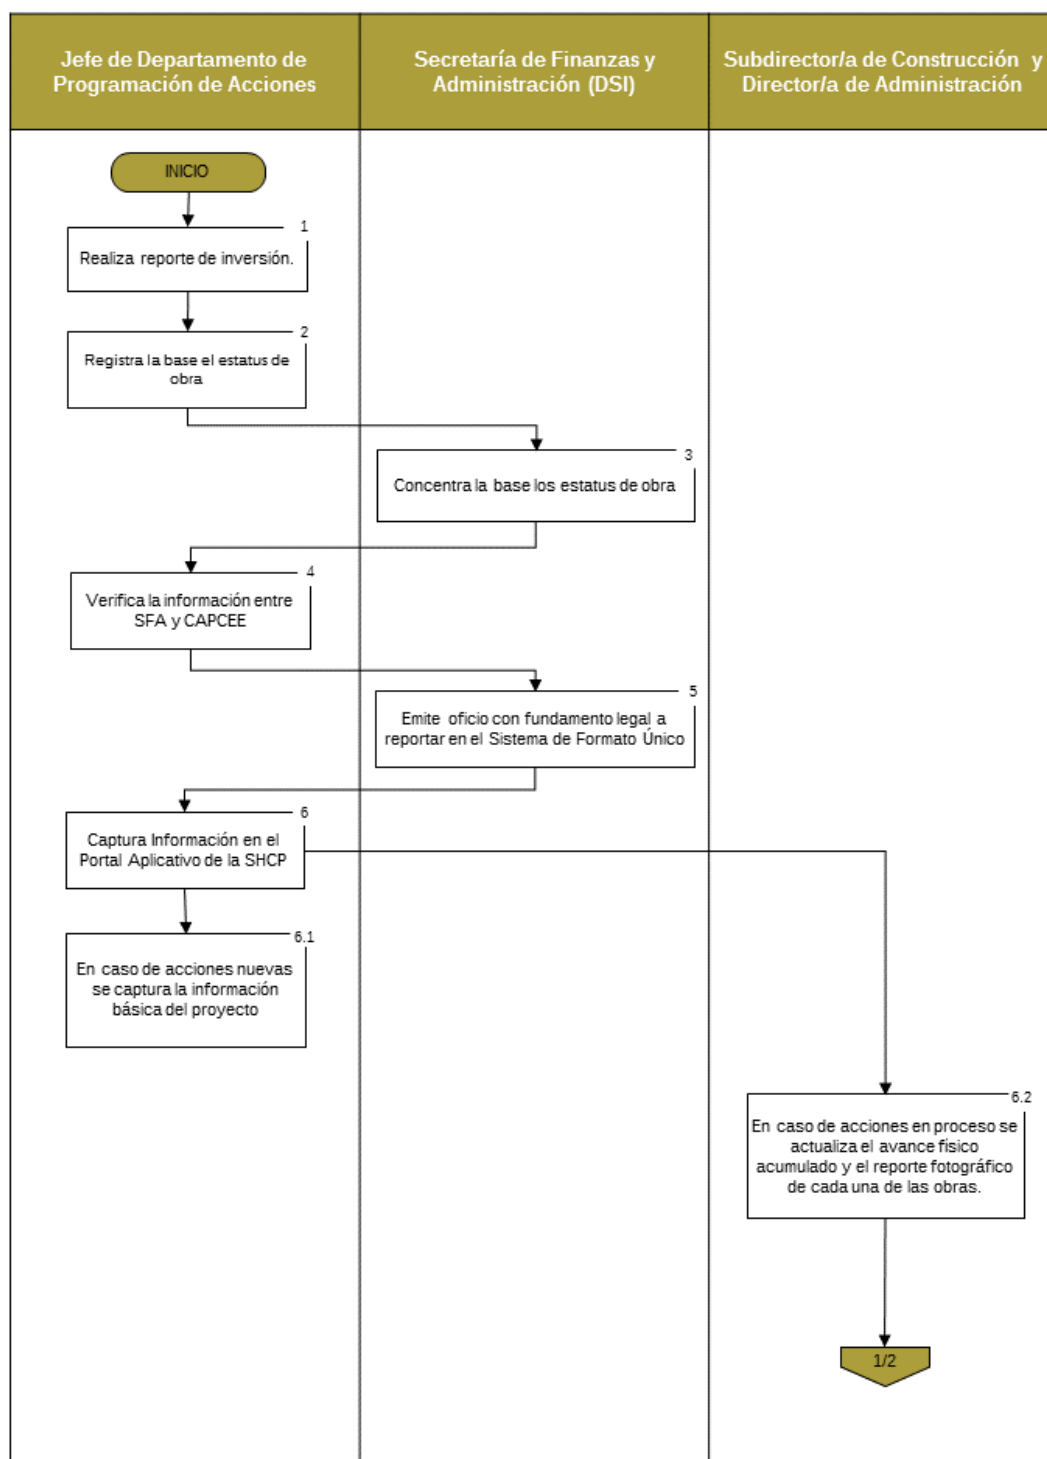 Jefe de Departamento de
Programación de Acciones
Secretaría de Finanzas y
Administración (DSI)
Subdirector/a de Construcción y
Director/a de Administración
INICIO
1
Realiza reporte de inversión.
2
Registra la base el estatus de
obra
3
Concentra la base los estatus de obra
4
Verifica la información entre
SFA y CAPCEE
5
Emite oficio con fundamento legal a
reportar en el Sistema de Formato Único
6
Captura Información en el
Portal Aplicativo de la SHCP
6.1
En caso de acciones nuevas
se captura la información
básica del proyecto
6.2
En caso de acciones en proceso se
actualiza el avance físico
acumulado y el reporte fotográfico
de cada una de las obras.
1/2